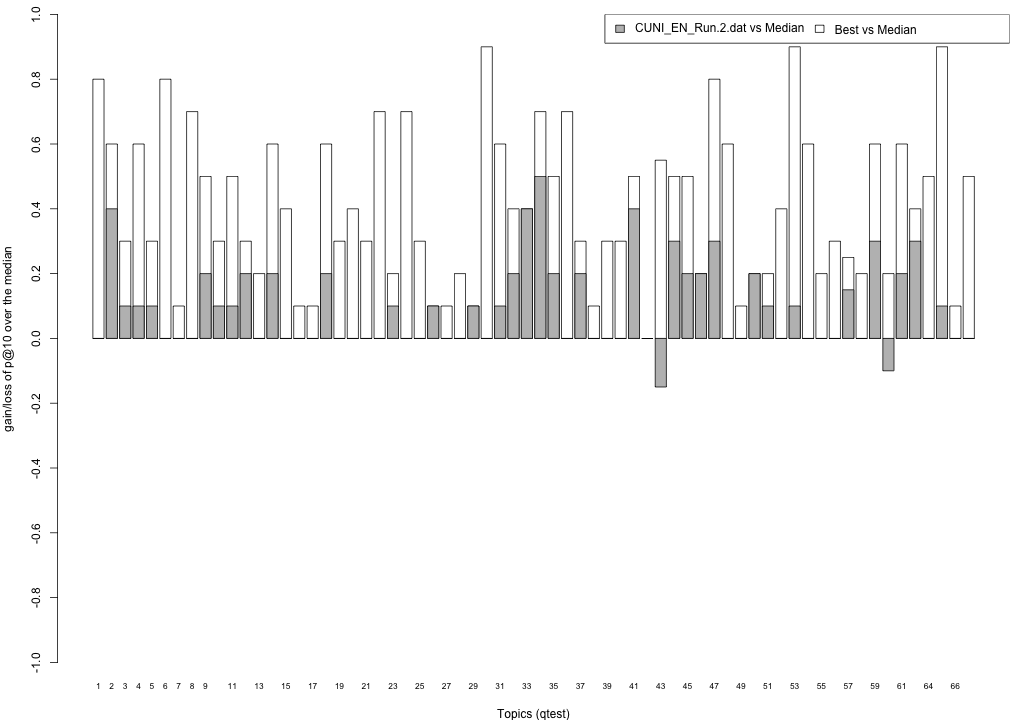 CUNI_EN_Run.2.dat vs Median Best vs Median
1.0
0.8
0.6
0.4
0.2
0.0
-0.2
-0.4
-0.6
-0.8
-1.0
gain/loss of p@10 over the median
1 2 3 4 5 6 7 8 9 11 13 15 17 19 21 23 25 27 29 31 33 35 37 39 41 43 45 47 49 51 53 55 57 59 61 64 66
Topics (qtest)